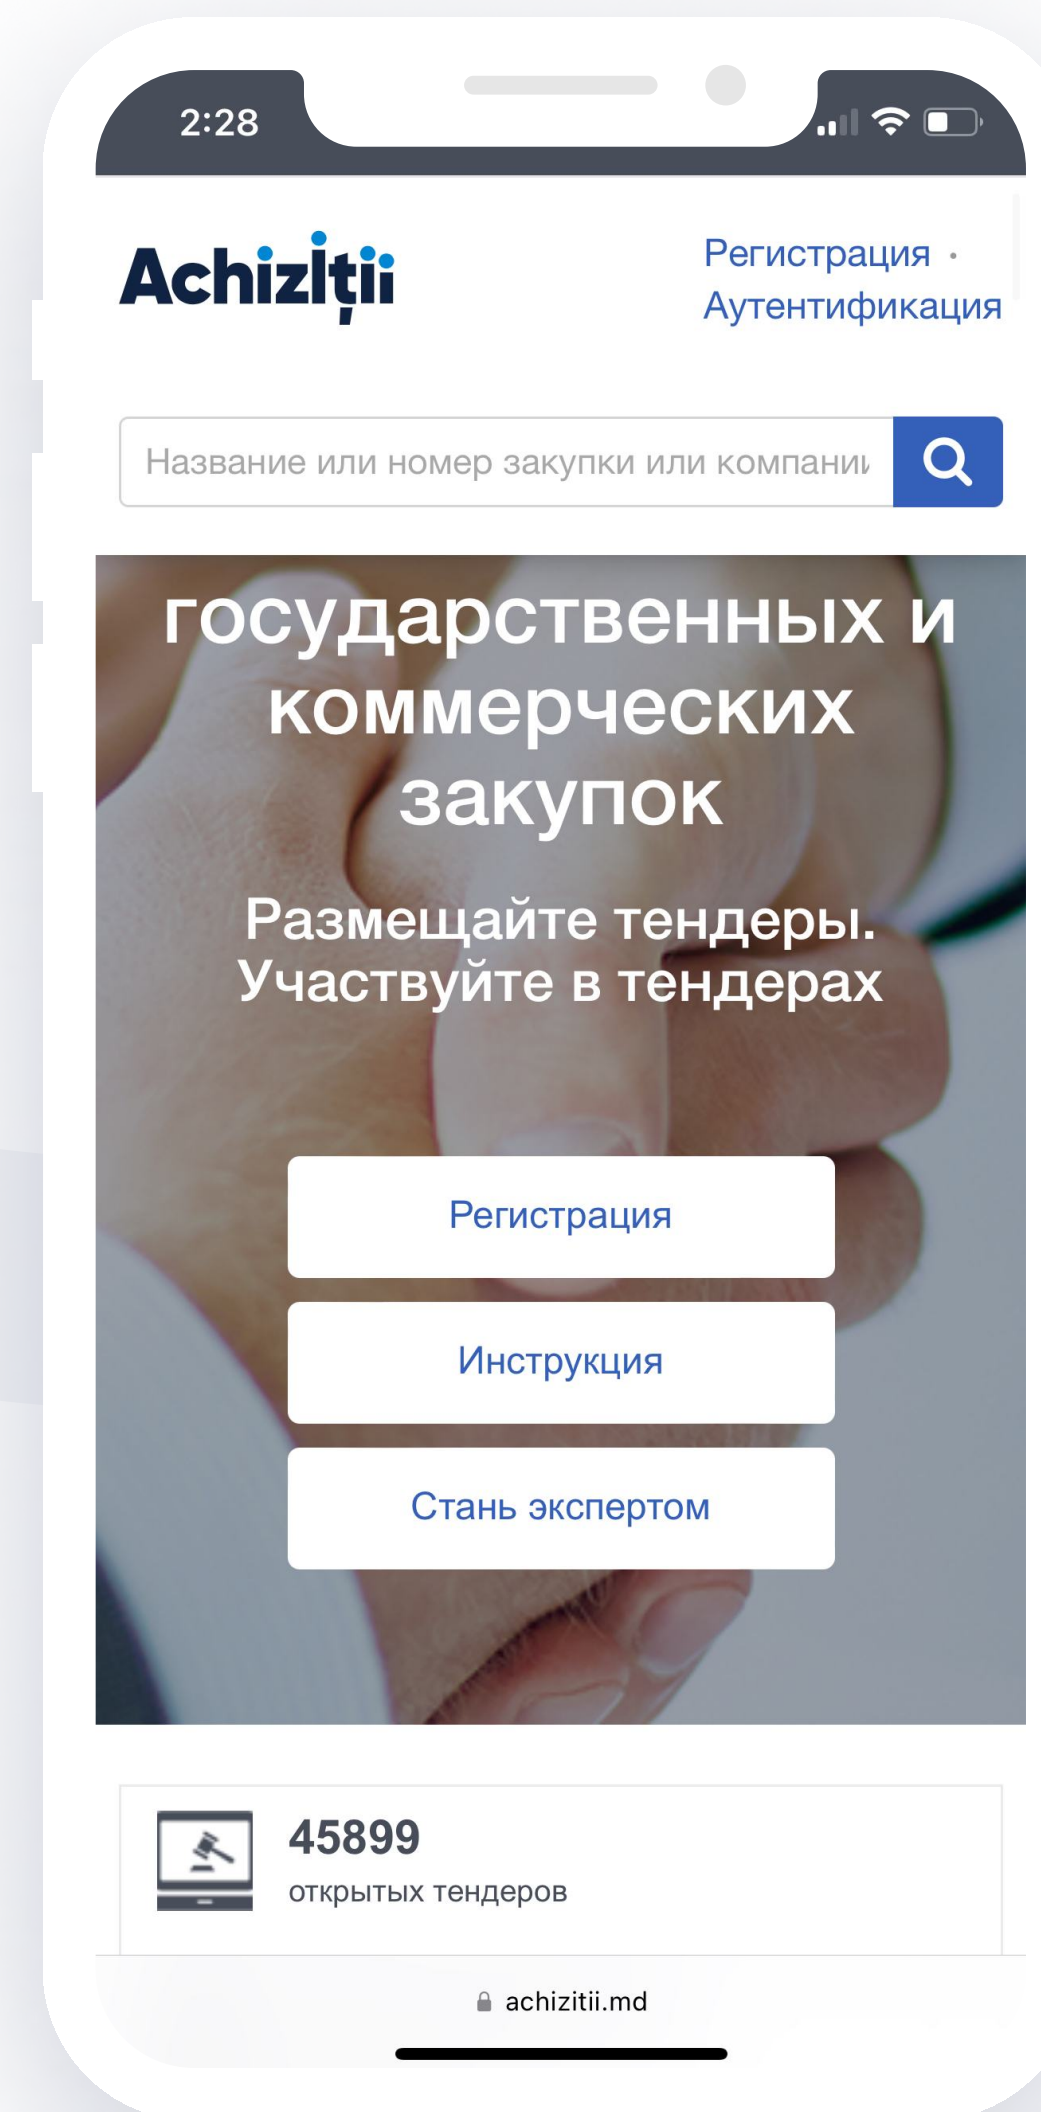 2:28
Achiziții
Регистрация ·
Аутентификация
Название или номер закупки или компании
государственных и
коммерческих
закупок
Размещайте тендеры.
Участвуйте в тендерах
Регистрация
Инструкция
Стань экспертом
45899
открытых тендеров
achizitii.md